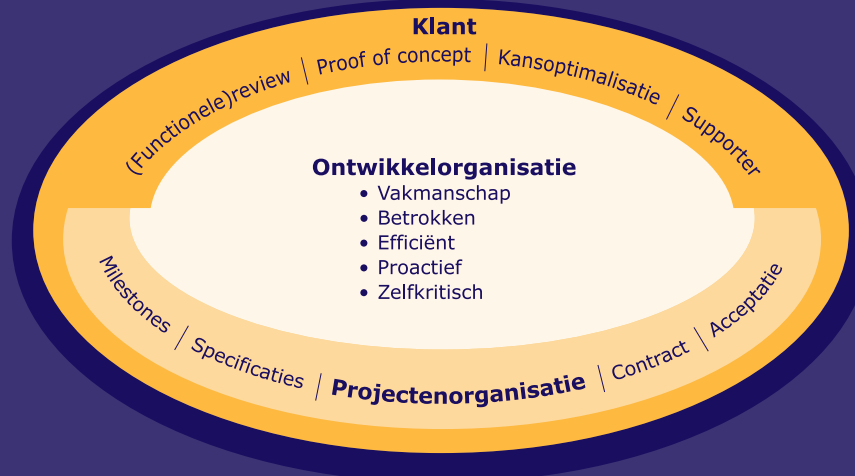 Klant
(Functionele)review | Proof of concept | Kansoptimalisatie | Supporter
Ontwikkelorganisatie
• Vakmanschap
• Betrokken
• Efficiënt
• Proactief
• Zelfkritisch
Milestones | Specificaties | Projectenorganisatie | Contract | Acceptatie